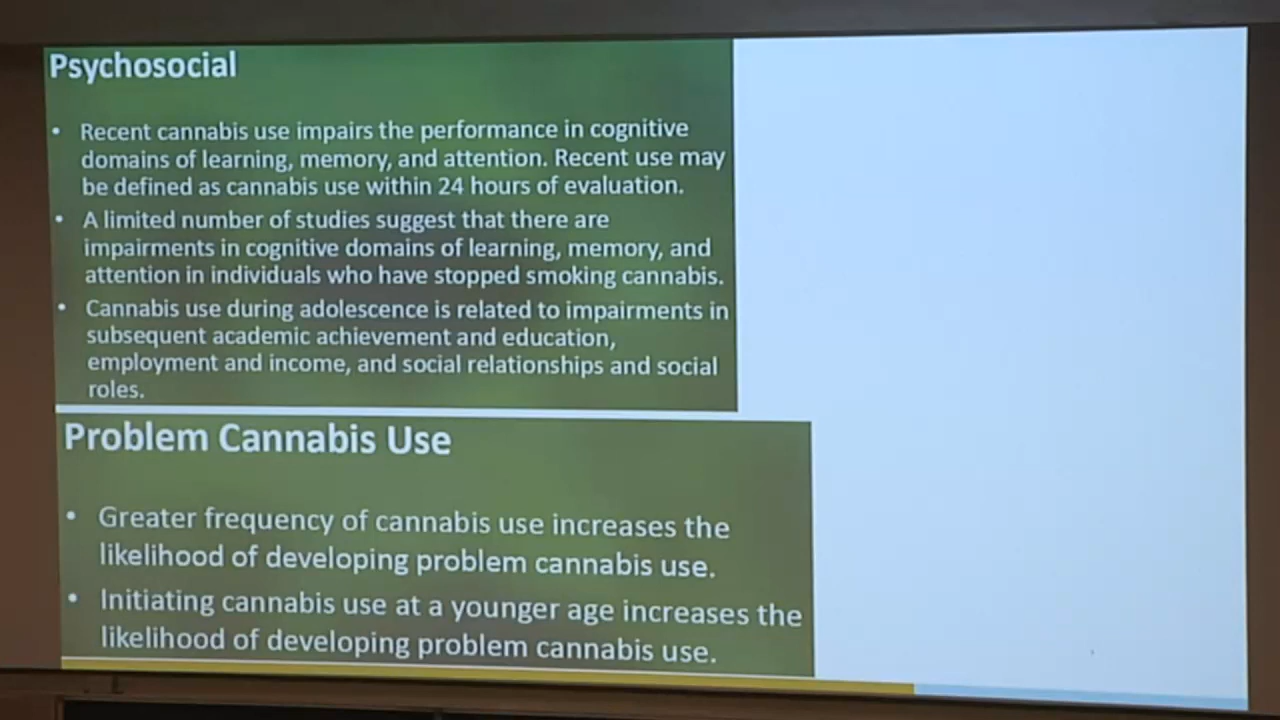 Psychosocial
• Recent cannabis use impairs the performance in cognitive
domains of learning, memory, and attention. Recent use may
be defined as cannabis use within 24 hours of evaluation.
• A limited number of studies suggest that there are
impairments in cognitive domains of learning, memory, and
attention in individuals who have stopped smoking cannabis.
• Cannabis use during adolescence is related to impairments in
subsequent academic achievement and education,
employment and income, and social relationships and social
roles.
Problem Cannabis Use
• Greater frequency of cannabis use increases the
likelihood of developing problem cannabis use.
• Initiating cannabis use at a younger age increases the
likelihood of developing problem cannabis use.